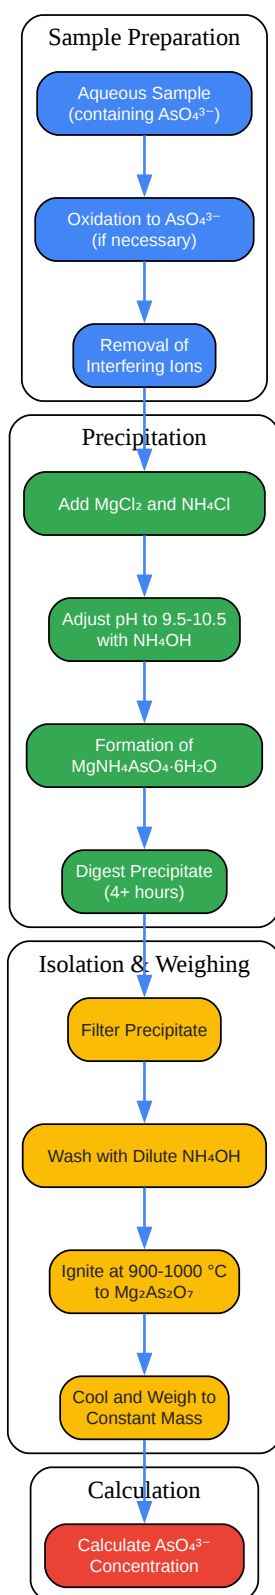 Sample Preparation
Aqueous Sample
(containing AsO₄³⁻)
Oxidation to AsO₄³⁻
(if necessary)
Removal of
Interfering Ions
Precipitation
Add MgCl₂ and NH₄Cl
Adjust pH to 9.5-10.5
with NH₄OH
Formation of
MgNH₄AsO₄·6H₂O
Digest Precipitate
(4+ hours)
Isolation & Weighing
Filter Precipitate
Wash with Dilute NH₄OH
Ignite at 900-1000 °C
to Mg₂As₂O₇
Cool and Weigh to
Constant Mass
Calculation
Calculate AsO₄³⁻
Concentration